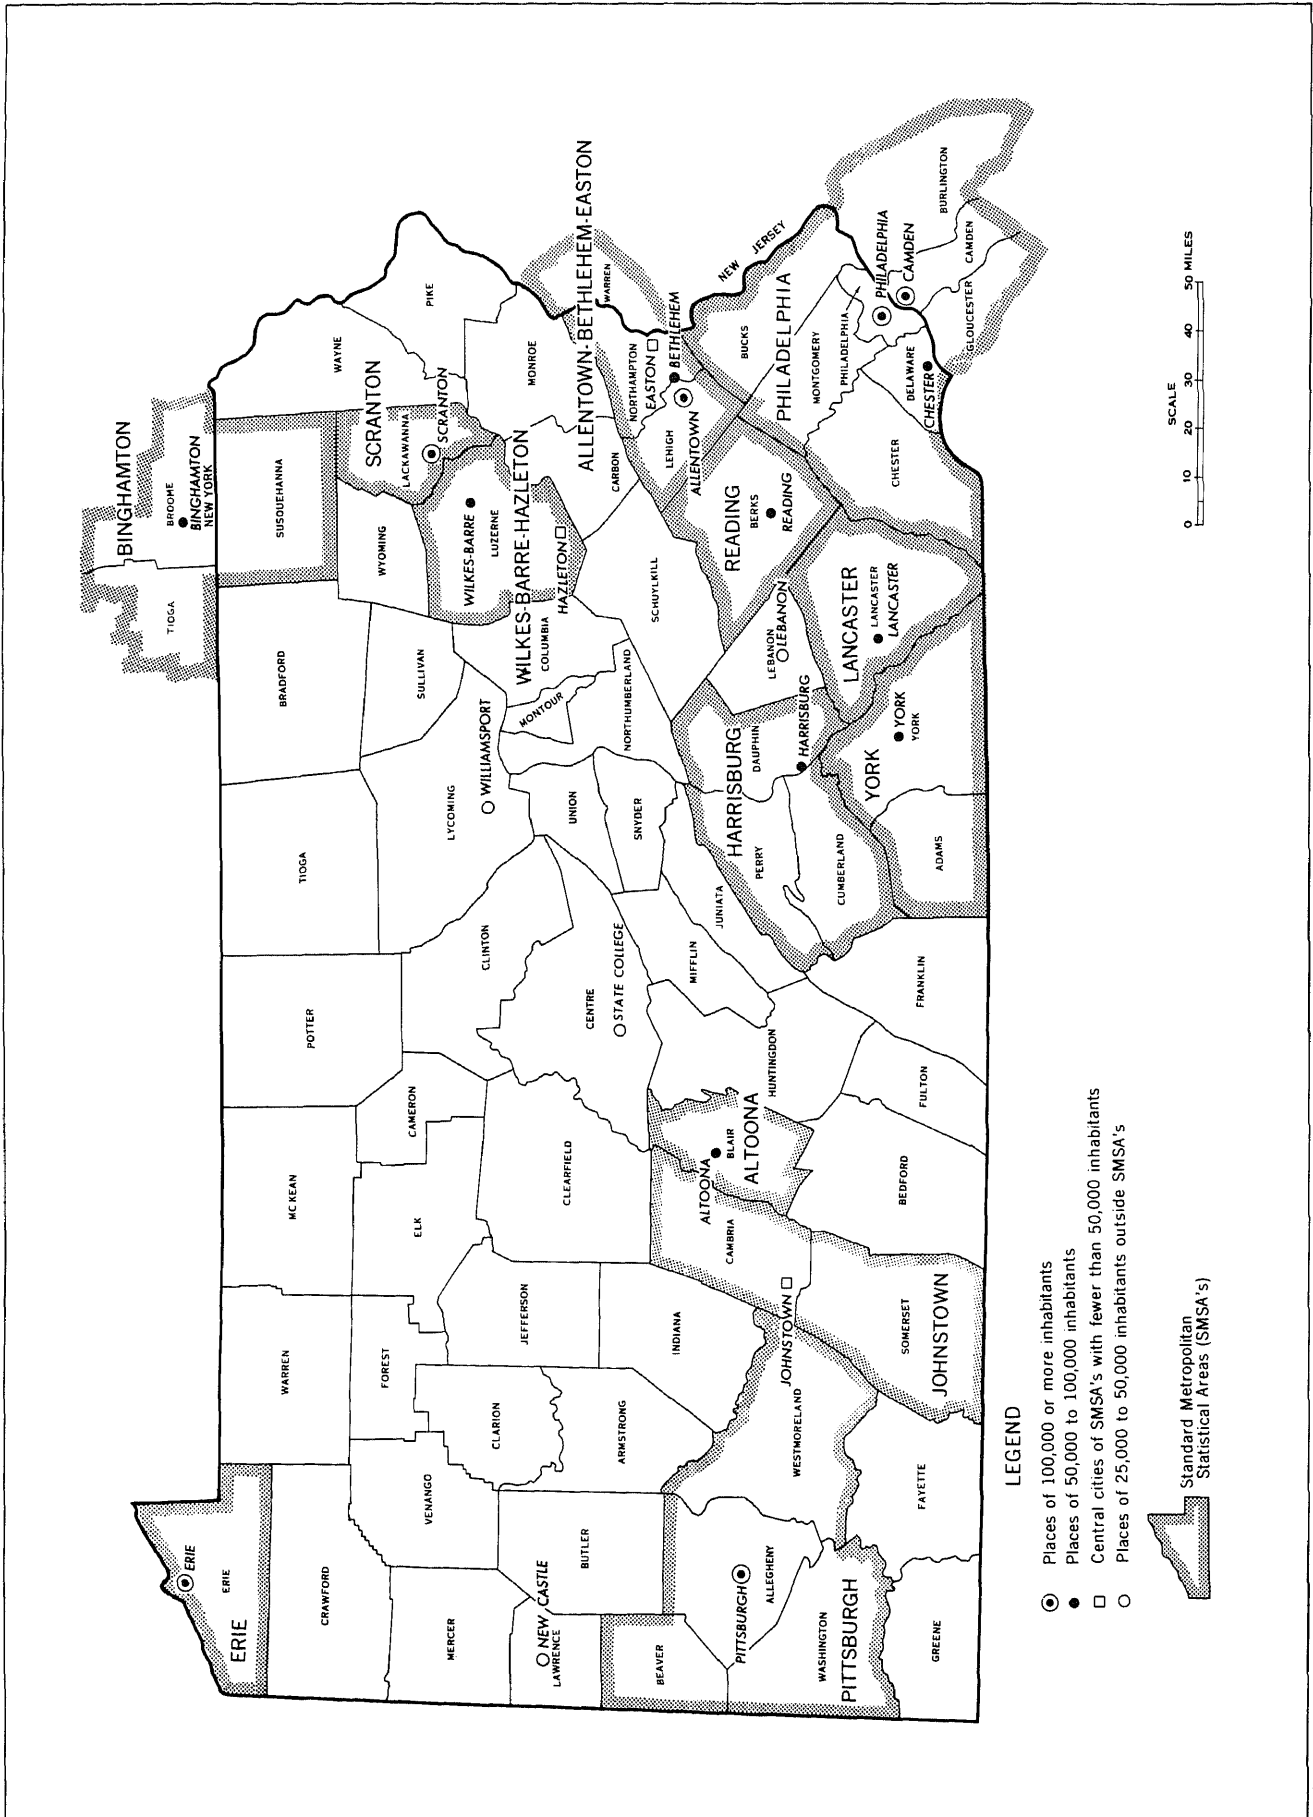 BINGHAMTON
TIOGA
BROOME
BINGHAMTON
NEW YORK
ERIE
ERIE
ERIE
CRAWFORD
WARREN
MC KEAN
POTTER
TIOGA
BRADFORD
SUSQUEHANNA
WAYNE
FOREST
ELK
CAMERON
LYCOMING
SULLIVAN
WYOMING
SCRANTON
LACKAWANNA
SCRANTON
PIKE
MERCER
VENANGO
CLARION
JEFFERSON
CLEARFIELD
CLINTON
WILLIAMSPORT
WILKES-BARRE
LUZERNE
WILKES-BARRE-HAZLETON
HAZLETON
MONROE
NEW CASTLE
LAWRENCE
BUTLER
ARMSTRONG
INDIANA
CENTRE
STATE COLLEGE
UNION
SNYDER
MONTOUR
COLUMBIA
NORTHUMBERLAND
CARBON
ALLENTOWN-BETHLEHEM-EASTON
WARREN
NORTHAMPTON
EASTON
BETHLEHEM
LEHIGH
ALLENTOWN
BEAVER
PITTSBURGH
ALLEGHENY
WASHINGTON
PITTSBURGH
GREENE
WESTMORELAND
FAYETTE
JOHNSTOWN
CAMBRIA
SOMERSET
JOHNSTOWN
ALTOONA
BLAIR
ALTOONA
BEDFORD
HUNTINGDON
FULTON
FRANKLIN
MIFFLIN
JUNIATA
HARRISBURG
PERRY
DAUPHIN
HARRISBURG
CUMBERLAND
ADAMS
YORK
YORK
YORK
SCHUYLKILL
LEBANON
LEBANON
LANCASTER
LANCASTER
LANCASTER
READING
BERKS
READING
NEW JERSEY
BUCKS
PHILADELPHIA
MONTGOMERY
PHILADELPHIA
PHILADELPHIA
CHESTER
DELAWARE
CHESTER
CAMDEN
BURLINGTON
CAMDEN
GLOUCESTER
LEGEND
Places of 100,000 or more inhabitants
Places of 50,000 to 100,000 inhabitants
Central cities of SMSA's with fewer than 50,000 inhabitants
Places of 25,000 to 50,000 inhabitants outside SMSA's
Standard Metropolitan
Statistical Areas (SMSA's)
SCALE
0 10 20 30 40 50 MILES